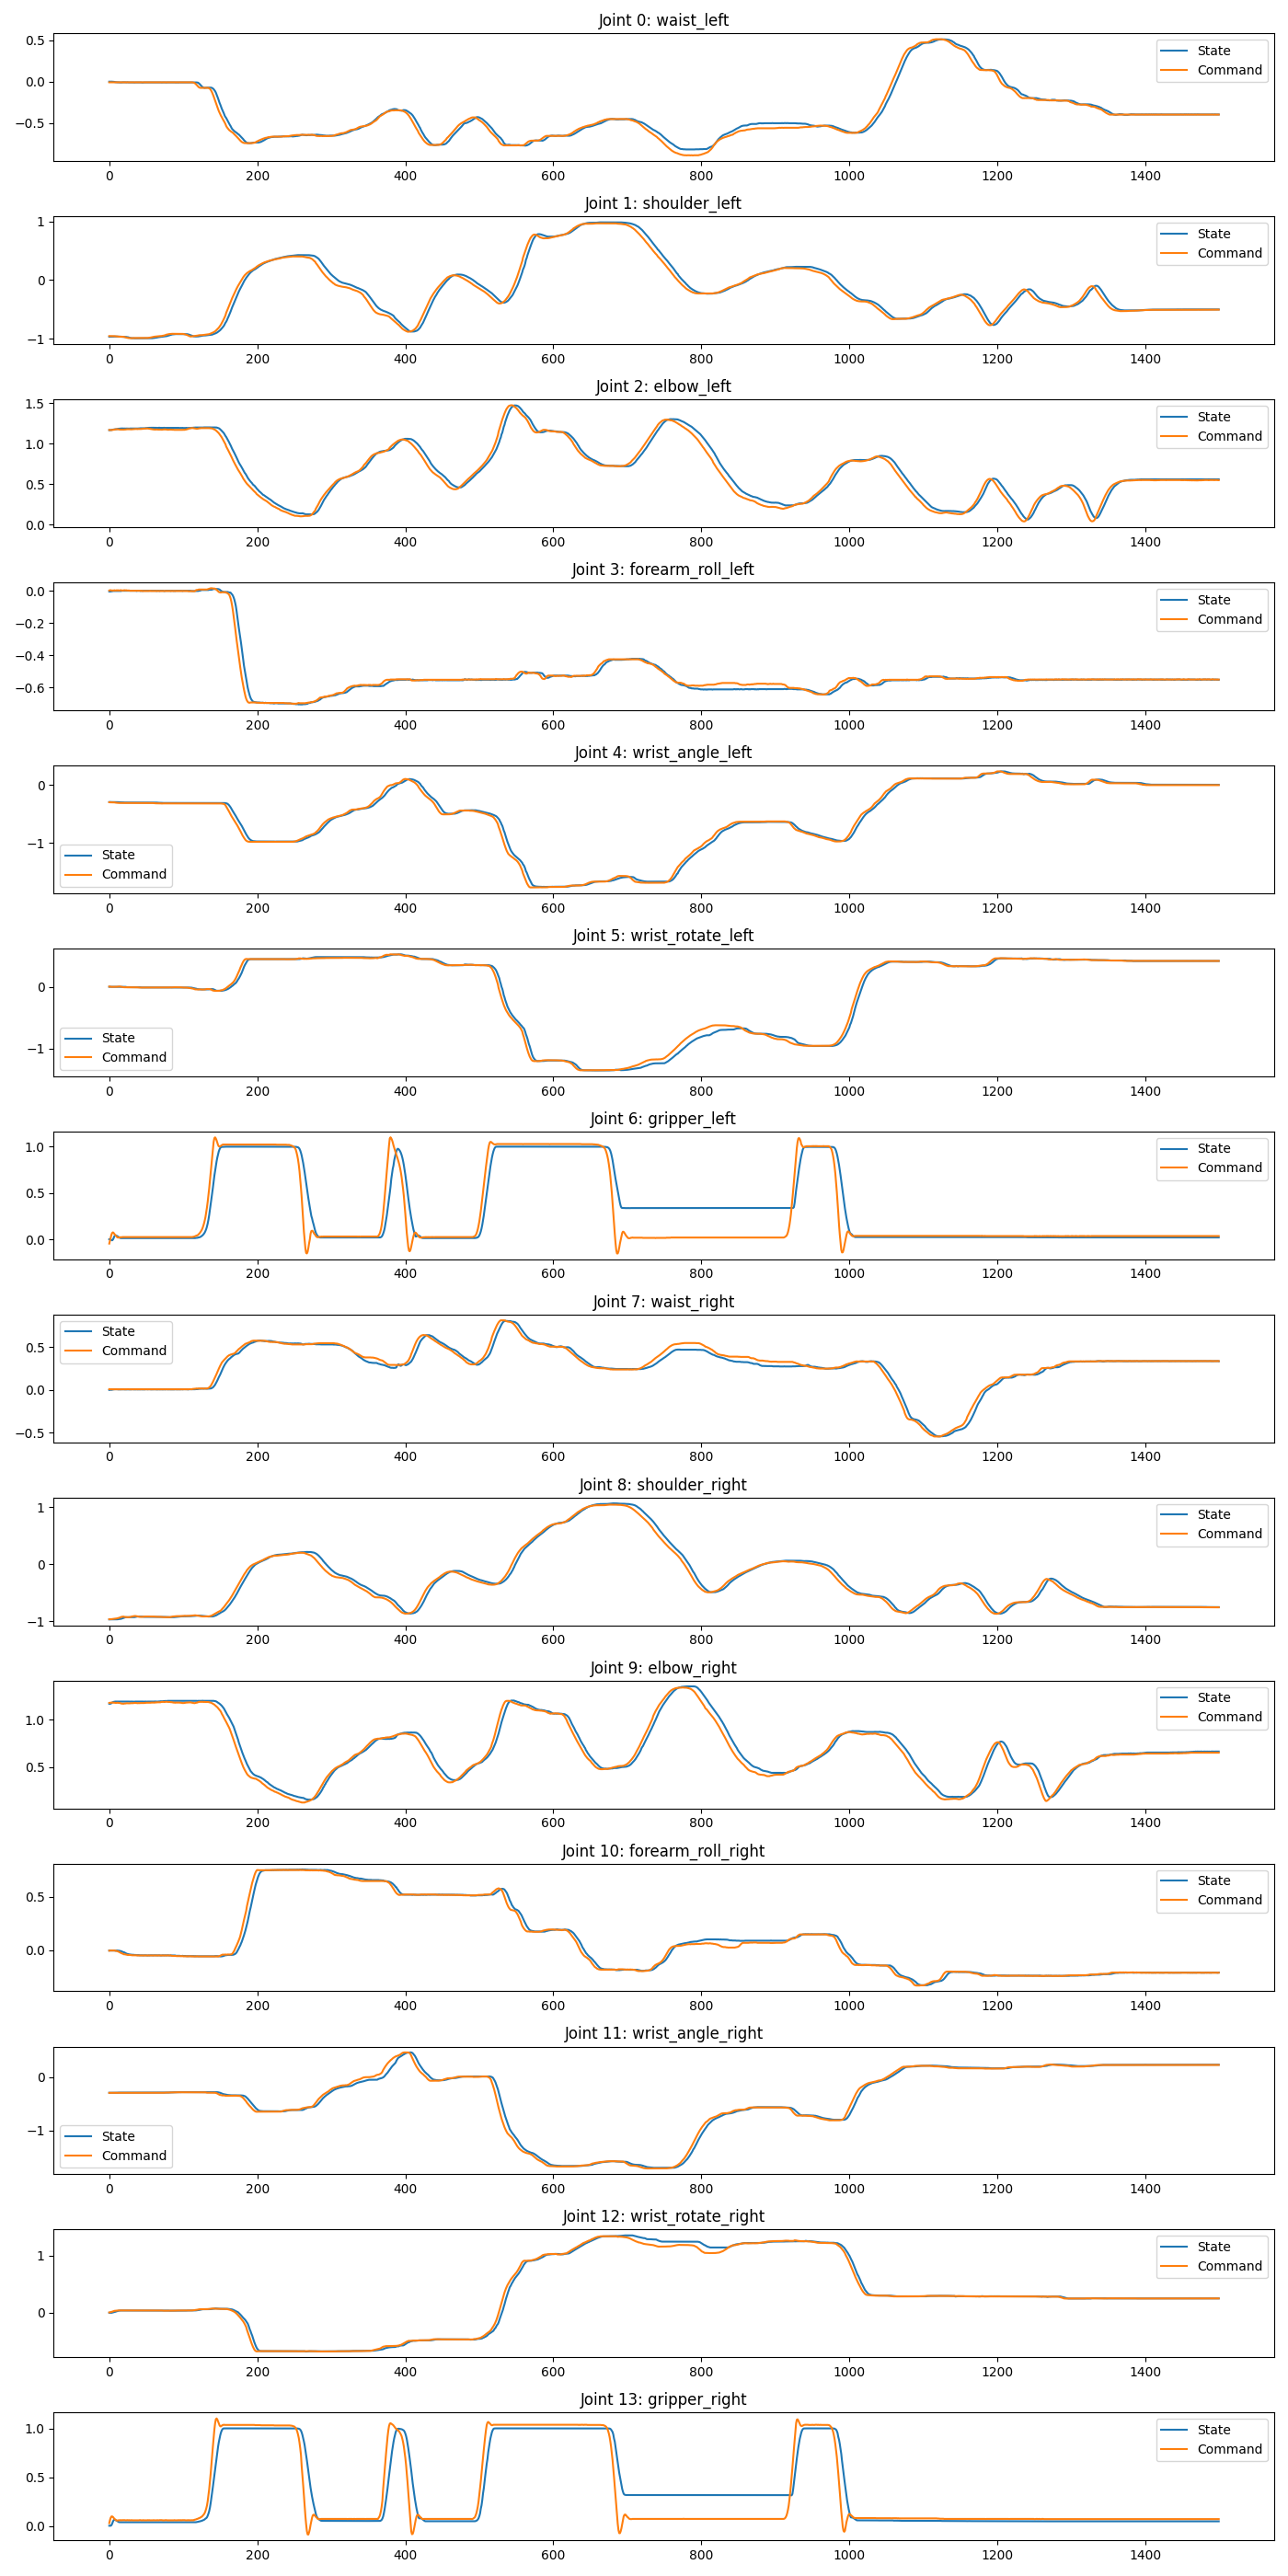 Joint 0: waist_left
0.5
0.0
−0.5
State
Command
0 200 400 600 800 1000 1200 1400
Joint 1: shoulder_left
1
0
−1
State
Command
0 200 400 600 800 1000 1200 1400
Joint 2: elbow_left
1.5
1.0
0.5
0.0
State
Command
0 200 400 600 800 1000 1200 1400
Joint 3: forearm_roll_left
0.0
−0.2
−0.4
−0.6
State
Command
0 200 400 600 800 1000 1200 1400
Joint 4: wrist_angle_left
0
−1
State
Command
0 200 400 600 800 1000 1200 1400
Joint 5: wrist_rotate_left
0
−1
State
Command
0 200 400 600 800 1000 1200 1400
Joint 6: gripper_left
1.0
0.5
0.0
State
Command
0 200 400 600 800 1000 1200 1400
Joint 7: waist_right
0.5
0.0
−0.5
State
Command
0 200 400 600 800 1000 1200 1400
Joint 8: shoulder_right
1
0
−1
State
Command
0 200 400 600 800 1000 1200 1400
Joint 9: elbow_right
1.0
0.5
State
Command
0 200 400 600 800 1000 1200 1400
Joint 10: forearm_roll_right
0.5
0.0
State
Command
0 200 400 600 800 1000 1200 1400
Joint 11: wrist_angle_right
0
−1
State
Command
0 200 400 600 800 1000 1200 1400
Joint 12: wrist_rotate_right
1
0
State
Command
0 200 400 600 800 1000 1200 1400
Joint 13: gripper_right
1.0
0.5
0.0
State
Command
0 200 400 600 800 1000 1200 1400